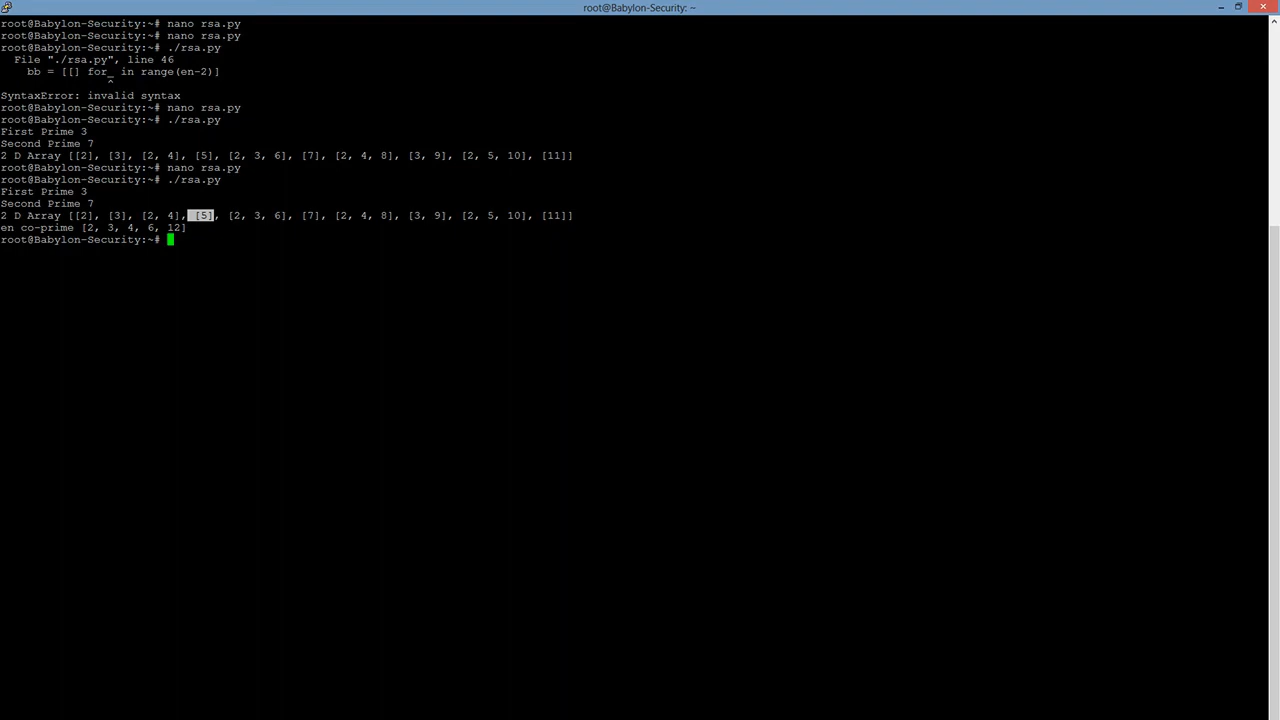 root@Babylon-Security: ~
root@Babylon-Security:~# nano rsa.py
root@Babylon-Security:~# nano rsa.py
root@Babylon-Security:~# ./rsa.py
  File "./rsa.py", line 46
    bb = [[] for_ in range(en-2)]
                ^
SyntaxError: invalid syntax
root@Babylon-Security:~# nano rsa.py
root@Babylon-Security:~# ./rsa.py
First Prime 3
Second Prime 7
2 D Array [[2], [3], [2, 4], [5], [2, 3, 6], [7], [2, 4, 8], [3, 9], [2, 5, 10], [11]]
root@Babylon-Security:~# nano rsa.py
root@Babylon-Security:~# ./rsa.py
First Prime 3
Second Prime 7
2 D Array [[2], [3], [2, 4], [5], [2, 3, 6], [7], [2, 4, 8], [3, 9], [2, 5, 10], [11]]
en co-prime [2, 3, 4, 6, 12]
root@Babylon-Security:~#